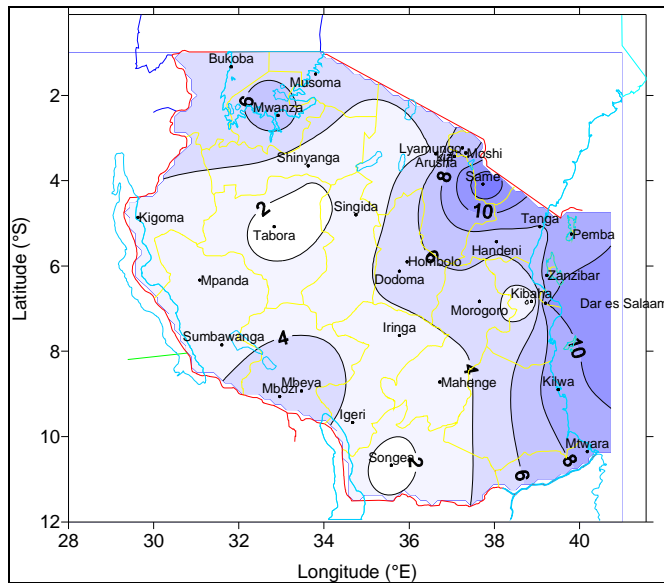 Bukoba
Musoma
2
6
Mwanza
Lyamungo
KIA
Moshi
Arusha
Shinyanga
8
Same
4
2
10
Singida
Kigoma
Tabora
Tanga
Pemba
Handeni
6
Hombolo
6
Dodoma
Zanzibar
Mpanda
Kibaha
Dar es Salaam
Morogoro
Iringa
Sumbawanga
4
10
8
4
Mbeya
Mahenge
Kilwa
Mbozi
Igeri
10
Songea
2
Mtwara
8
6
12
28
30
32
34
36
38
40
Latitude (°S)
Longitude (°E)